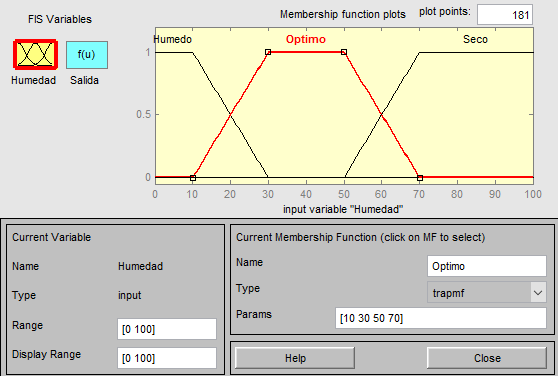 FIS Variables
f(u)
Humedad Salida
Membership function plots plot points: 181
Humedo Optimo Seco
1
0.5
0
0 10 20 30 40 50 60 70 80 90 100
input variable "Humedad"
Current Variable
Name Humedad
Type input
Range [0 100]
Display Range [0 100]
Current Membership Function (click on MF to select)
Name Optimo
Type trapmf
Params [10 30 50 70]
Help Close